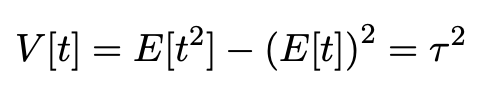 V[t] = E[t²] − (E[t])² = τ²